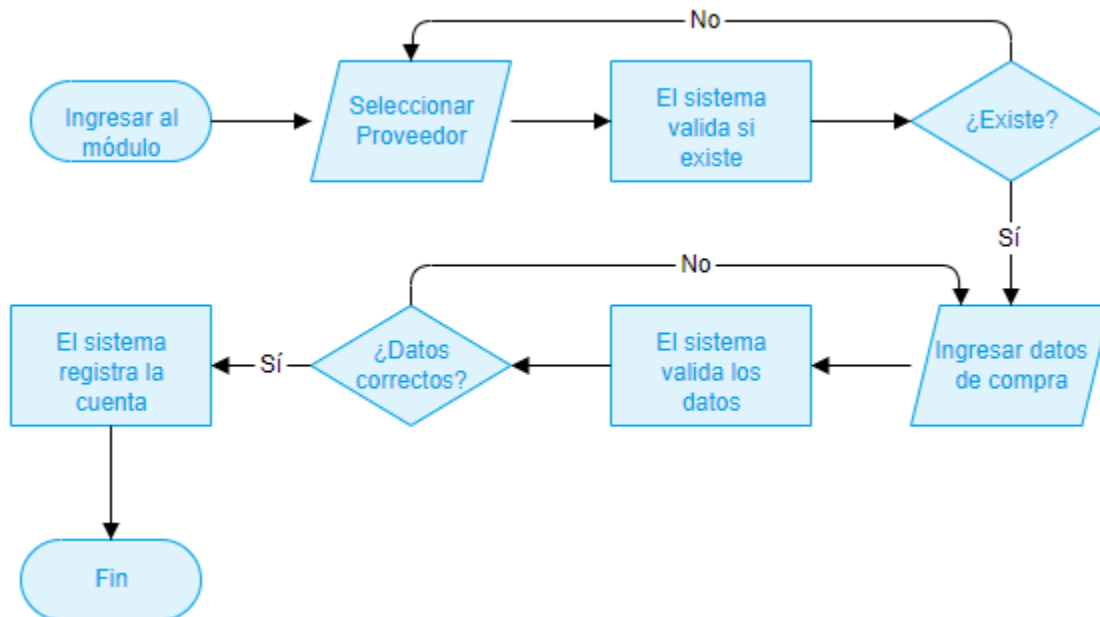 No
Ingresar al
módulo
Seleccionar
Proveedor
El sistema
valida si
existe
¿Existe?
Sí
No
El sistema
registra la
cuenta
Sí
¿Datos
correctos?
El sistema
valida los
datos
Ingresar datos
de compra
Fin